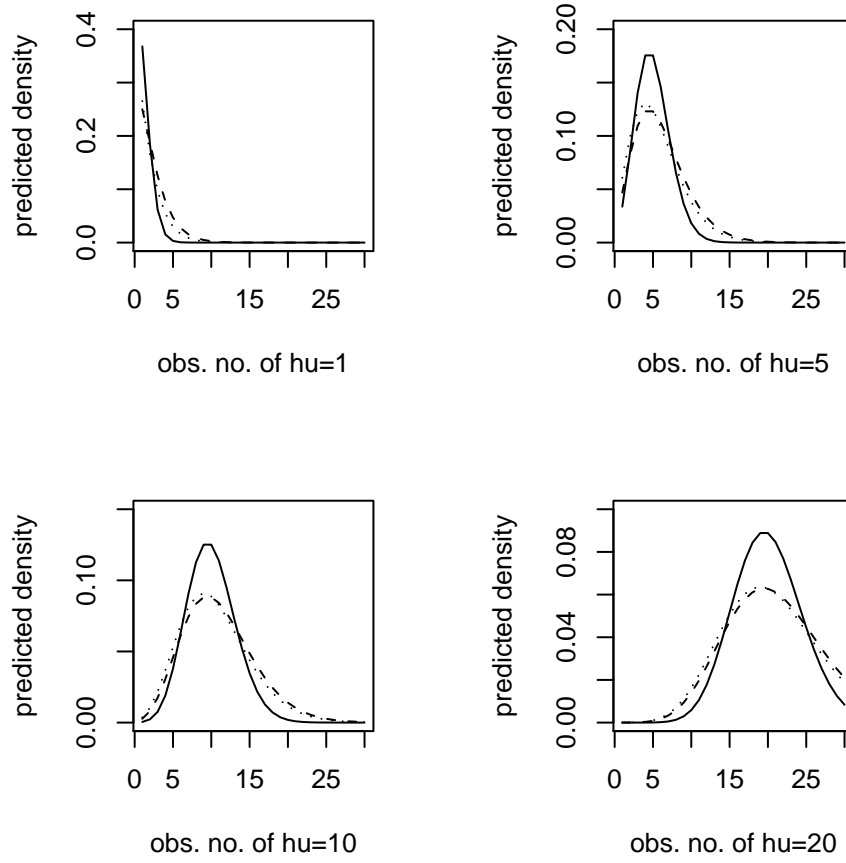 predicted density
0.0 0.2 0.4
0 5 15 25
obs. no. of hu=1
predicted density
0.00 0.10 0.20
0 5 15 25
obs. no. of hu=5
predicted density
0.00 0.10
0 5 15 25
obs. no. of hu=10
predicted density
0.00 0.04 0.08
0 5 15 25
obs. no. of hu=20